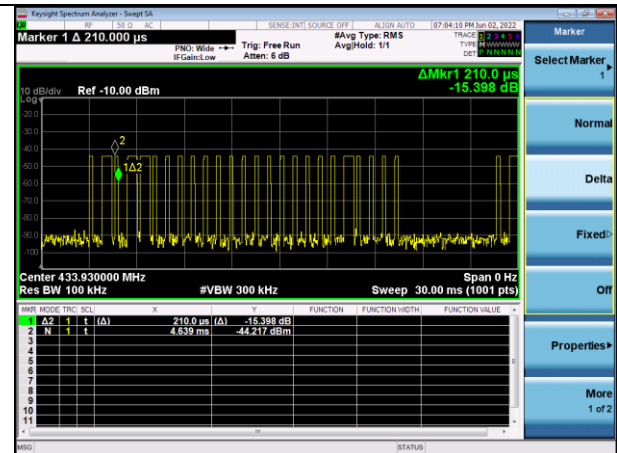 Keysight Spectrum Analyzer - Swept SA
RF 50 Ω AC SENSE:INT SOURCE OFF ALIGN AUTO 07:04:10 PM Jun 02, 2022
Marker 1 Δ 210.000 μs
PNO: Wide
IFGain:Low
Trig: Free Run
Atten: 6 dB
#Avg Type: RMS
Avg|Hold: 1/1
TRACE 1 2 3 4 5 6
TYPE MWWWWW
DET P NNNNN
ΔMkr1 210.0 μs
-15.398 dB
10 dB/div Ref -10.00 dBm
Log
-20.0
-30.0
-40.0
-50.0
-60.0
-70.0
-80.0
-90.0
-100
2
1Δ2
Center 433.930000 MHz Span 0 Hz
Res BW 100 kHz #VBW 300 kHz Sweep 30.00 ms (1001 pts)
MKR MODE TRC SCL X Y FUNCTION FUNCTION WIDTH FUNCTION VALUE
1 Δ2 1 t (Δ) 210.0 μs (Δ) -15.398 dB
2 N 1 t 4.639 ms -44.217 dBm
3
4
5
6
7
8
9
10
11
MSG STATUS
Marker
Select Marker
1
Normal
Delta
Fixed
Off
Properties
More
1 of 2